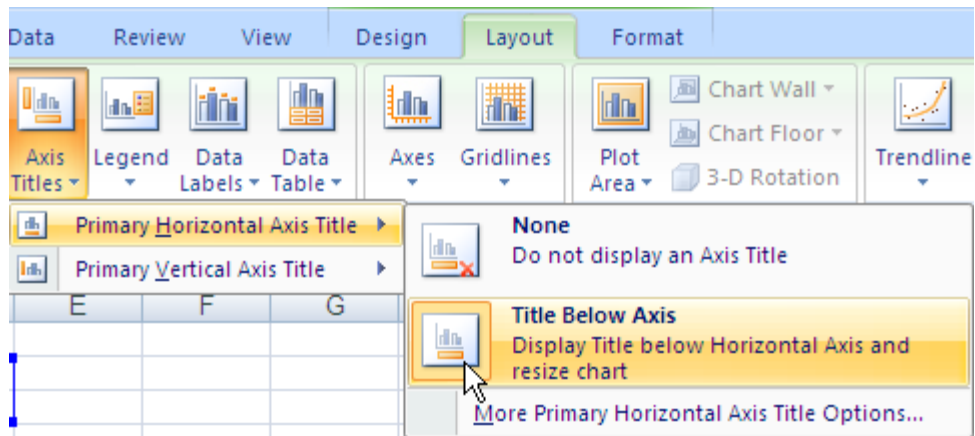 Data Review View Design Layout Format
Chart Wall
Chart Floor
3-D Rotation
Axis Titles
Legend
Data Labels
Data Table
Axes
Gridlines
Plot Area
Trendline
Primary Horizontal Axis Title
Primary Vertical Axis Title
None
Do not display an Axis Title
Title Below Axis
Display Title below Horizontal Axis and
resize chart
More Primary Horizontal Axis Title Options...
E F G